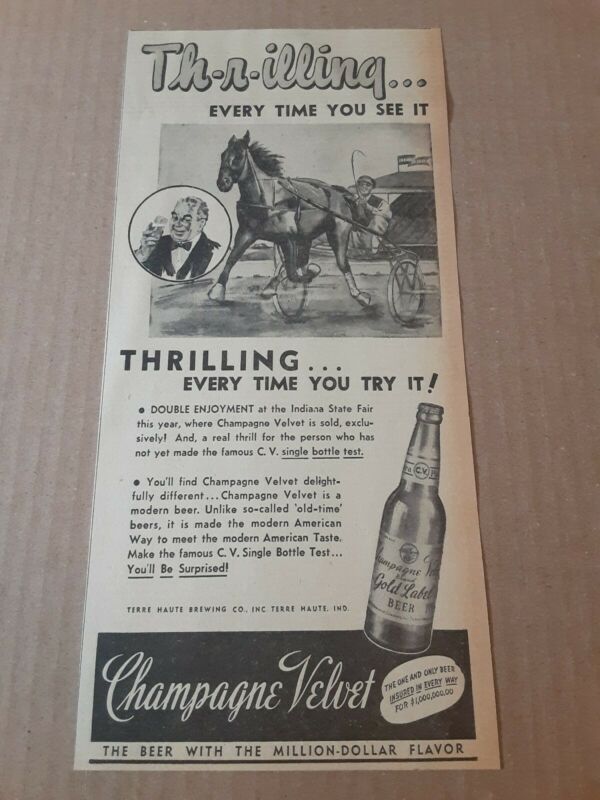 Th-r-illing...
EVERY TIME YOU SEE IT
THRILLING...
EVERY TIME YOU TRY IT!
• DOUBLE ENJOYMENT at the Indiana State Fair
this year, where Champagne Velvet is sold, exclu-
sively! And, a real thrill for the person who has
not yet made the famous C. V. single bottle test.
• You'll find Champagne Velvet delight-
fully different...Champagne Velvet is a
modern beer. Unlike so-called 'old-time'
beers, it is made the modern American
Way to meet the modern American Taste.
Make the famous C. V. Single Bottle Test...
You'll Be Surprised!
C.V.
Gold Label
BEER
TERRE HAUTE BREWING CO., INC TERRE HAUTE, IND.
Champagne Velvet
THE ONE AND ONLY BEER
INSURED IN EVERY WAY
FOR $1,000,000.00
THE BEER WITH THE MILLION-DOLLAR FLAVOR